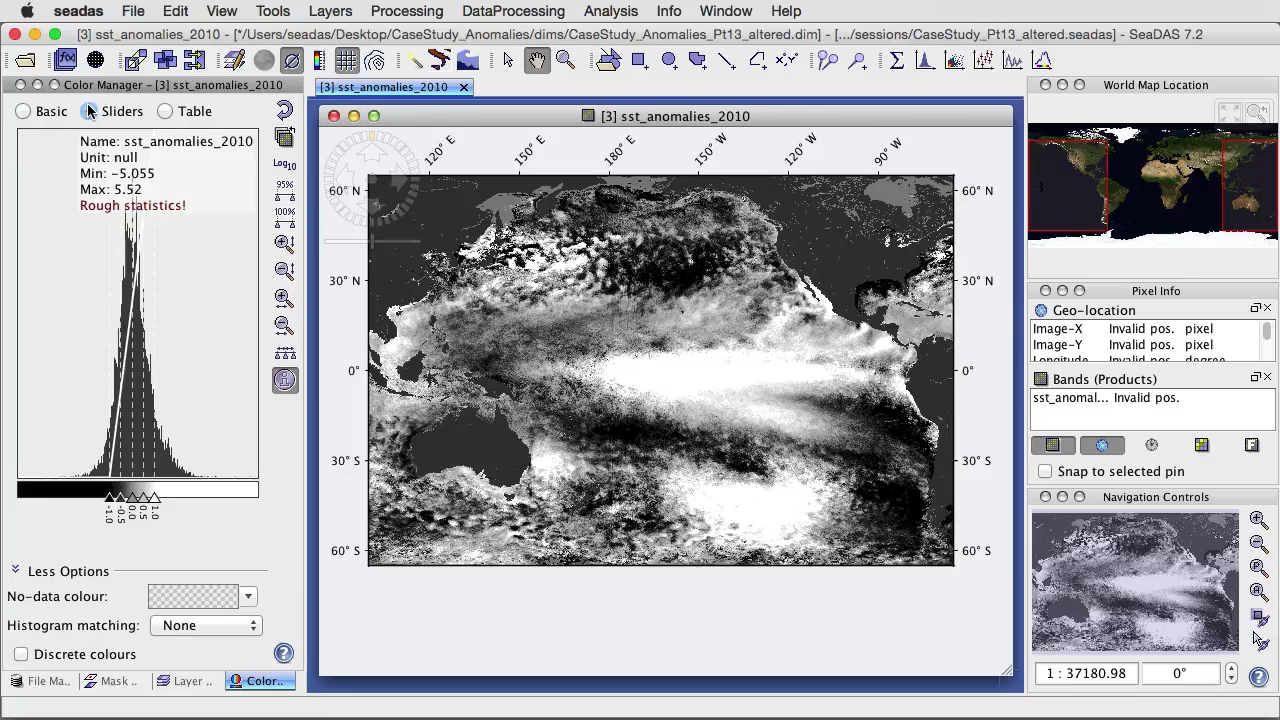 seadas File Edit View Tools Layers Processing DataProcessing Analysis Info Window Help
[3] sst_anomalies_2010 - [*/Users/seadas/Desktop/CaseStudy_Anomalies/dims/CaseStudy_Anomalies_Pt13_altered.dim] - [.../sessions/CaseStudy_Pt13_altered.seadas] - SeaDAS 7.2
Color Manager - [3] sst_anomalies_2010
[3] sst_anomalies_2010
World Map Location
Basic Sliders Table
[3] sst_anomalies_2010
Name: sst_anomalies_2010
Unit: null
Min: -5.055
Max: 5.52
Rough statistics!
Log10
95%
100%
-1.0 -0.5 0.0 0.5 1.0
120° E 150° E 180° E 150° W 120° W 90° W
60° N 60° N
30° N 30° N
0° 0°
30° S 30° S
60° S 60° S
3
Pixel Info
Geo-location
Image-X Invalid pos. pixel
Image-Y Invalid pos. pixel
Longitude Invalid pos. degree
Bands (Products)
sst_anomal... Invalid pos.
Snap to selected pin
Navigation Controls
1 : 37180.98 0°
Less Options
No-data colour:
Histogram matching: None
Discrete colours
File Ma.. Mask .. Layer .. Color..